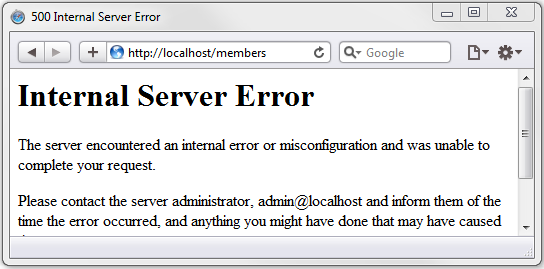 500 Internal Server Error
http://localhost/members
Google
Internal Server Error
The server encountered an internal error or misconfiguration and was unable to
complete your request.
Please contact the server administrator, admin@localhost and inform them of the
time the error occurred, and anything you might have done that may have caused